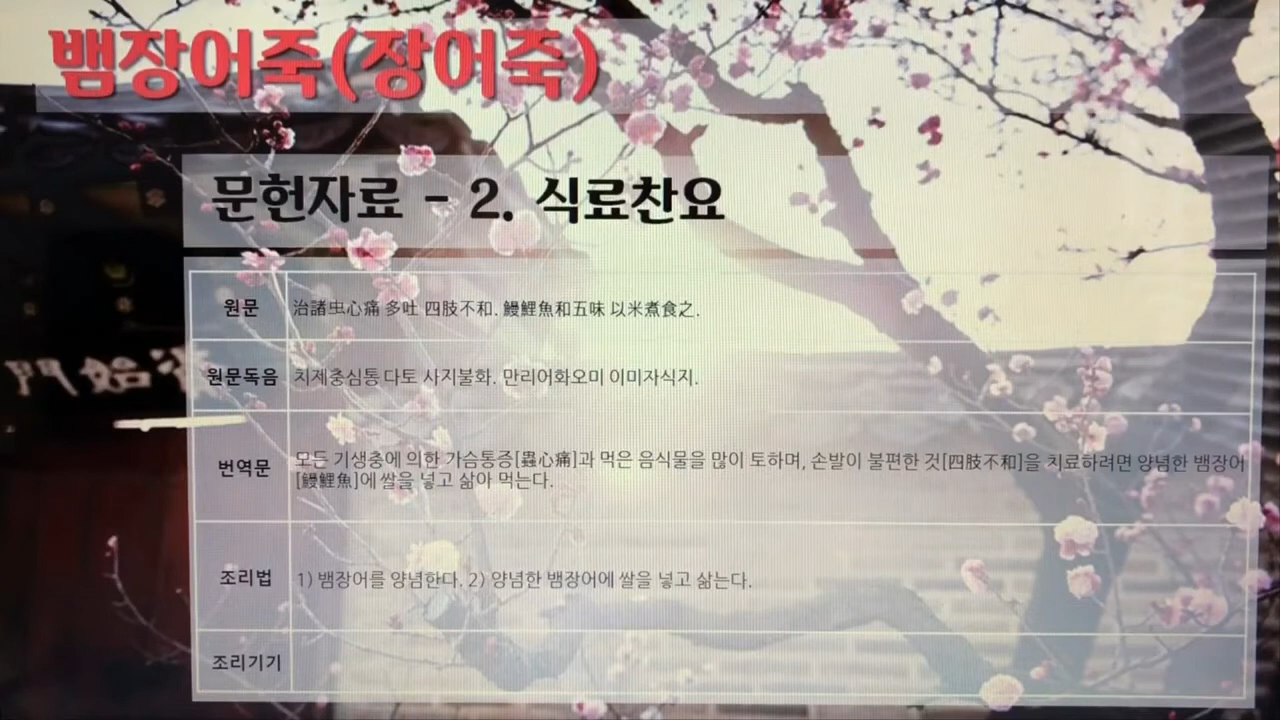 뱀장어죽(장어죽)
문헌자료 - 2. 식료찬요
원문 治諸虫心痛 多吐 四肢不和. 鰻鯉魚和五味 以米煮食之.
원문독음 치제충심통 다토 사지불화. 만리어화오미 이미자식지.
번역문 모든 기생충에 의한 가슴통증[蟲心痛]과 먹은 음식물을 많이 토하며, 손발이 불편한 것[四肢不和]을 치료하려면 양념한 뱀장어
[鰻鯉魚]에 쌀을 넣고 삶아 먹는다.
조리법 1) 뱀장어를 양념한다. 2) 양념한 뱀장어에 쌀을 넣고 삶는다.
조리기기